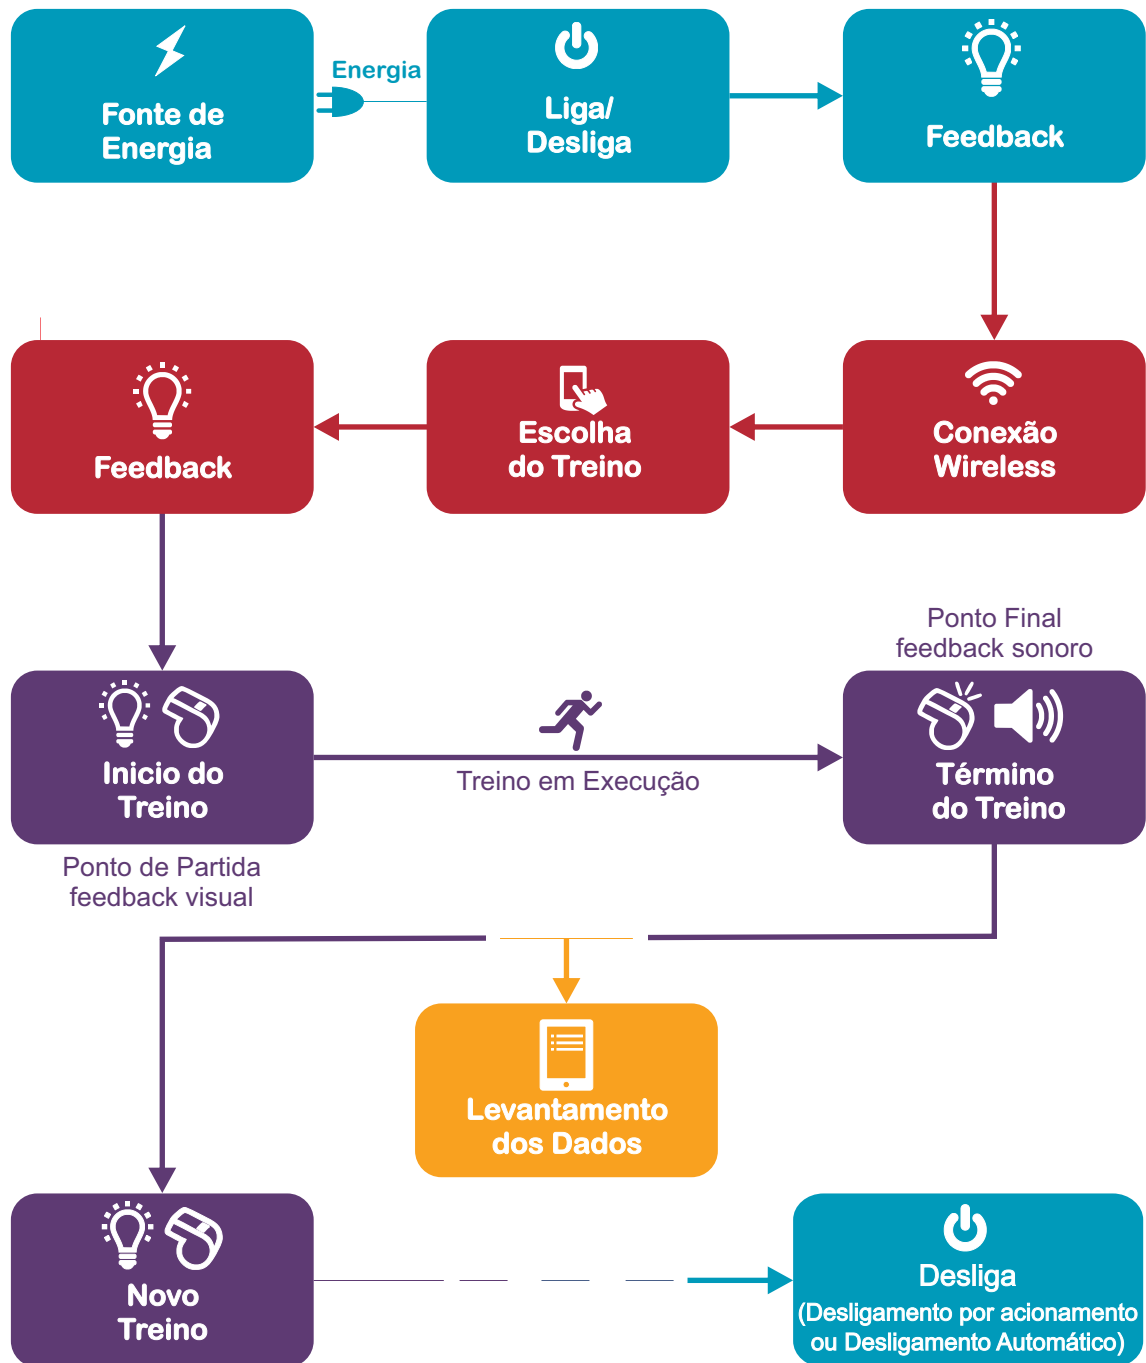 Fonte de
Energia
Energia
Liga/
Desliga
Feedback
Feedback
Escolha
do Treino
Conexão
Wireless
Ponto Final
feedback sonoro
Inicio do
Treino
Treino em Execução
Término
do Treino
Ponto de Partida
feedback visual
Levantamento
dos Dados
Novo
Treino
Desliga
(Desligamento por acionamento
ou Desligamento Automático)